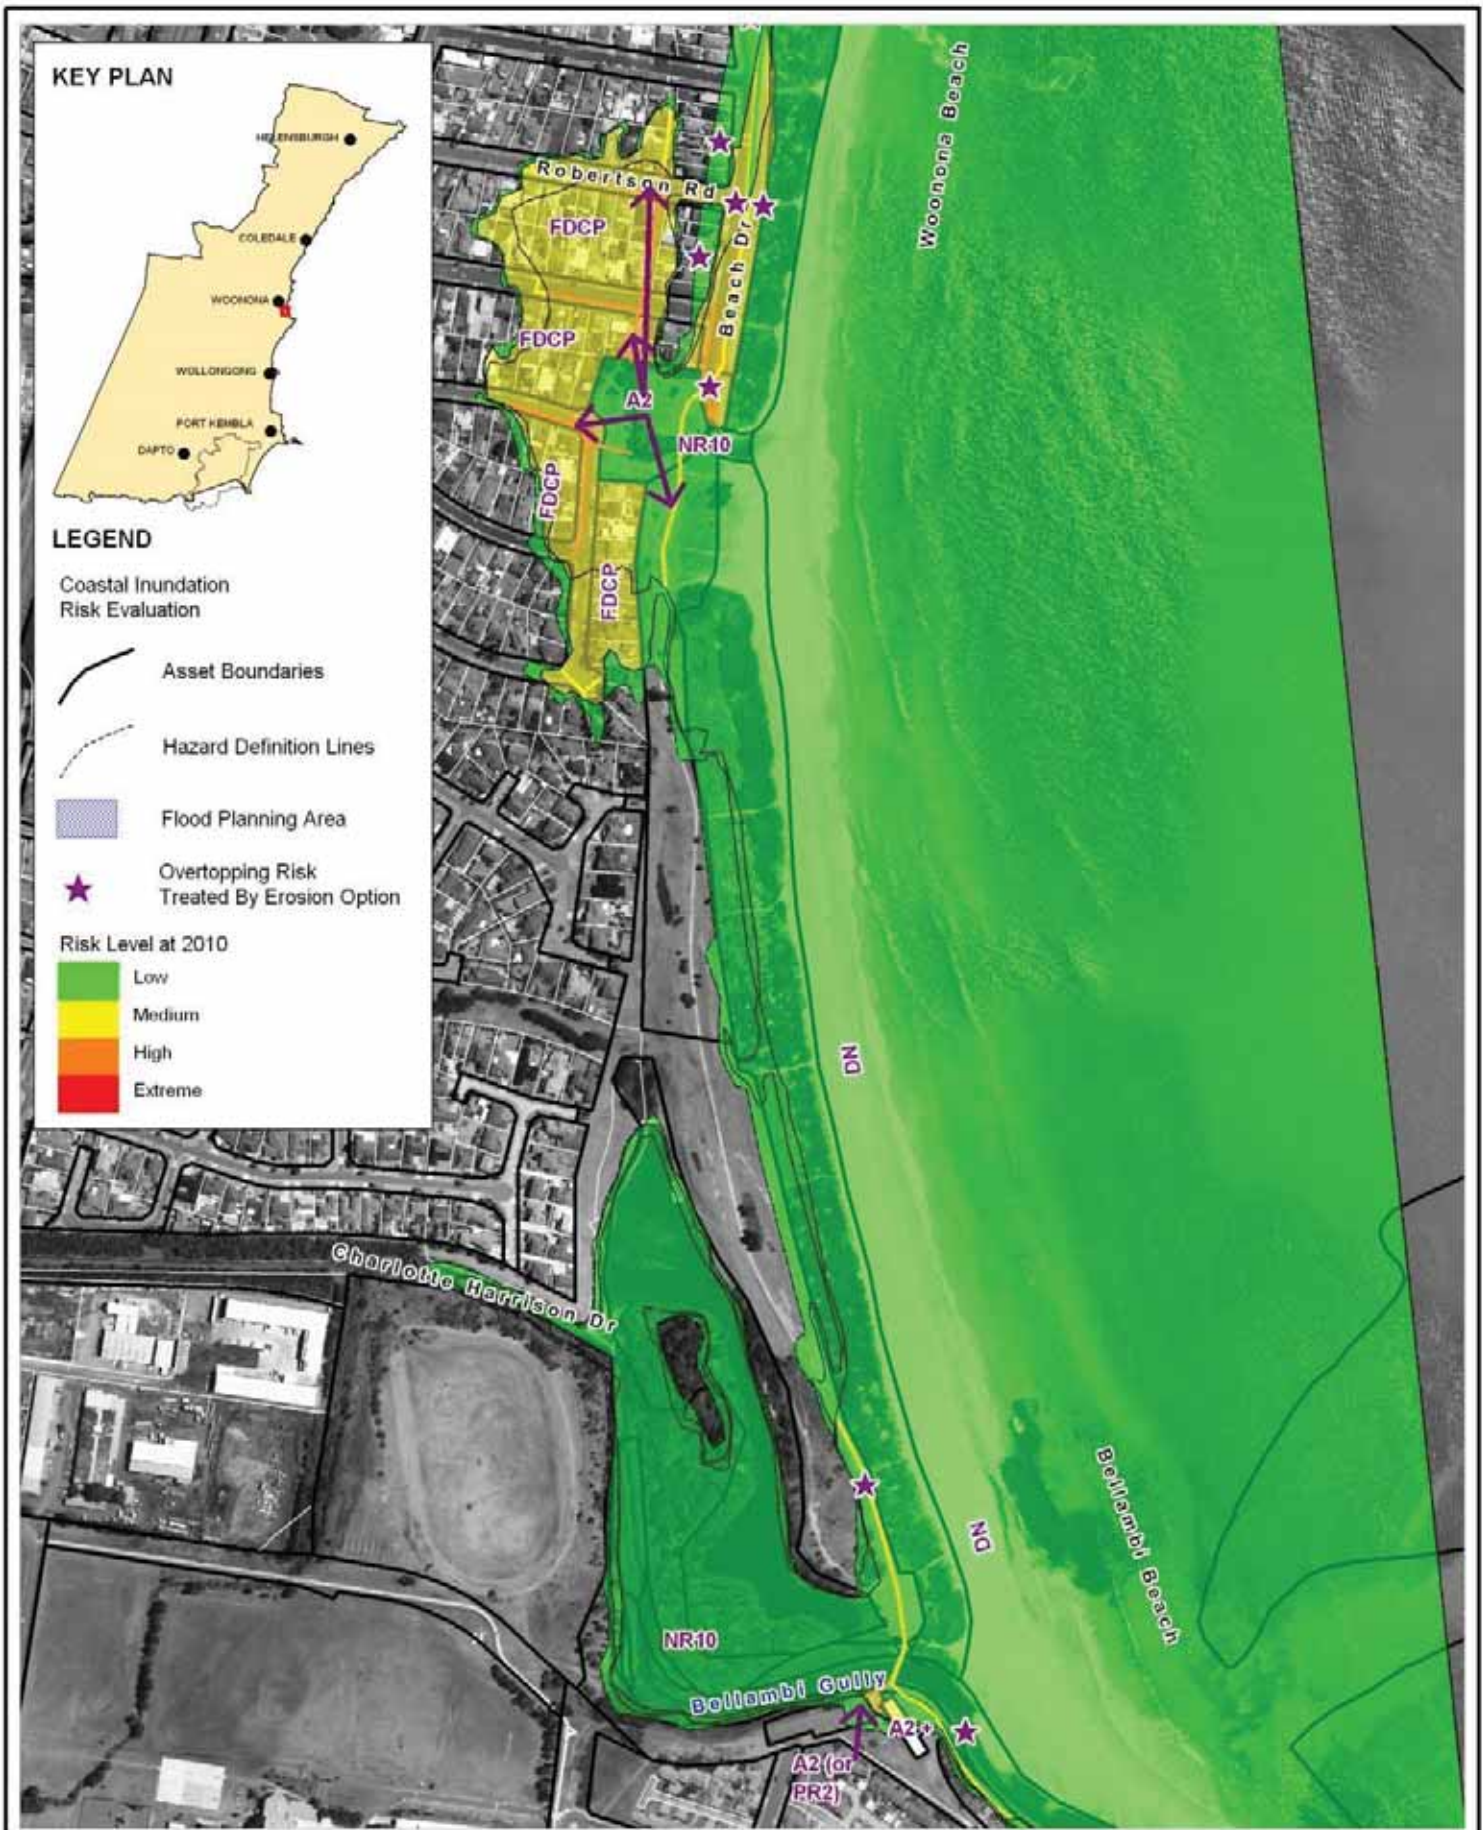 KEY PLAN
HELENSBURGH
COLEDALE
WOONONA
WOLLONGONG
PORT KEMBLA
DAPTO
LEGEND
Coastal Inundation
Risk Evaluation
Asset Boundaries
Hazard Definition Lines
Flood Planning Area
Overtopping Risk
Treated By Erosion Option
Risk Level at 2010
Low
Medium
High
Extreme
Woonona Beach
Robertson Rd
FDCP
Beach Dr
FDCP
A2
NR10
FDCP
FDCP
DN
Charlotte Harrison Dr
DN
Bellambi Beach
NR10
Bellambi Gully
A2 +
A2 (or
PR2)